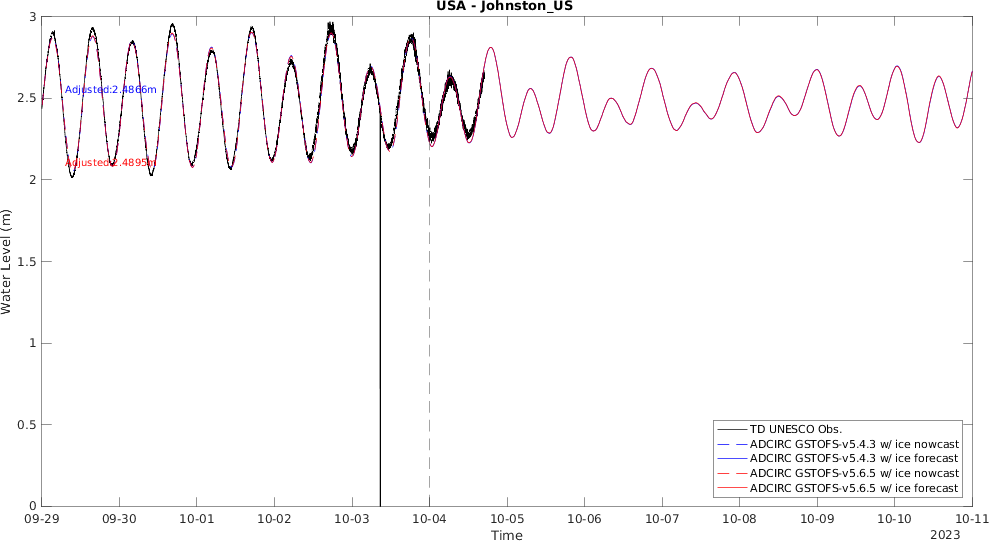 USA - Johnston_US
3
2.5
2
1.5
1
0.5
0
Water Level (m)
Adjusted:2.4866m
Adjusted:2.4895m
TD UNESCO Obs.
ADCIRC GSTOFS-v5.4.3 w/ ice nowcast
ADCIRC GSTOFS-v5.4.3 w/ ice forecast
ADCIRC GSTOFS-v5.6.5 w/ ice nowcast
ADCIRC GSTOFS-v5.6.5 w/ ice forecast
09-29 09-30 10-01 10-02 10-03 10-04 10-05 10-06 10-07 10-08 10-09 10-10 10-11
Time
2023